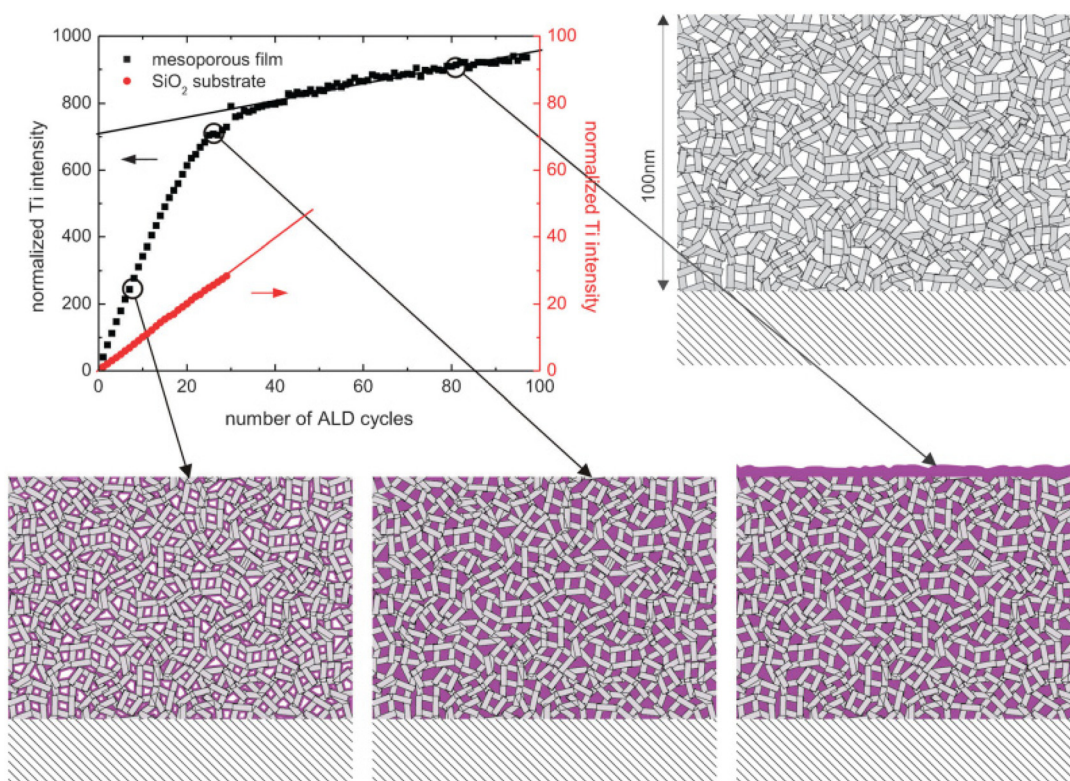 1000
800
600
400
200
0
normalized Ti intensity
mesoporous film
SiO₂ substrate
100
80
60
40
20
0
normalized Ti intensity
0 20 40 60 80 100
number of ALD cycles
100nm